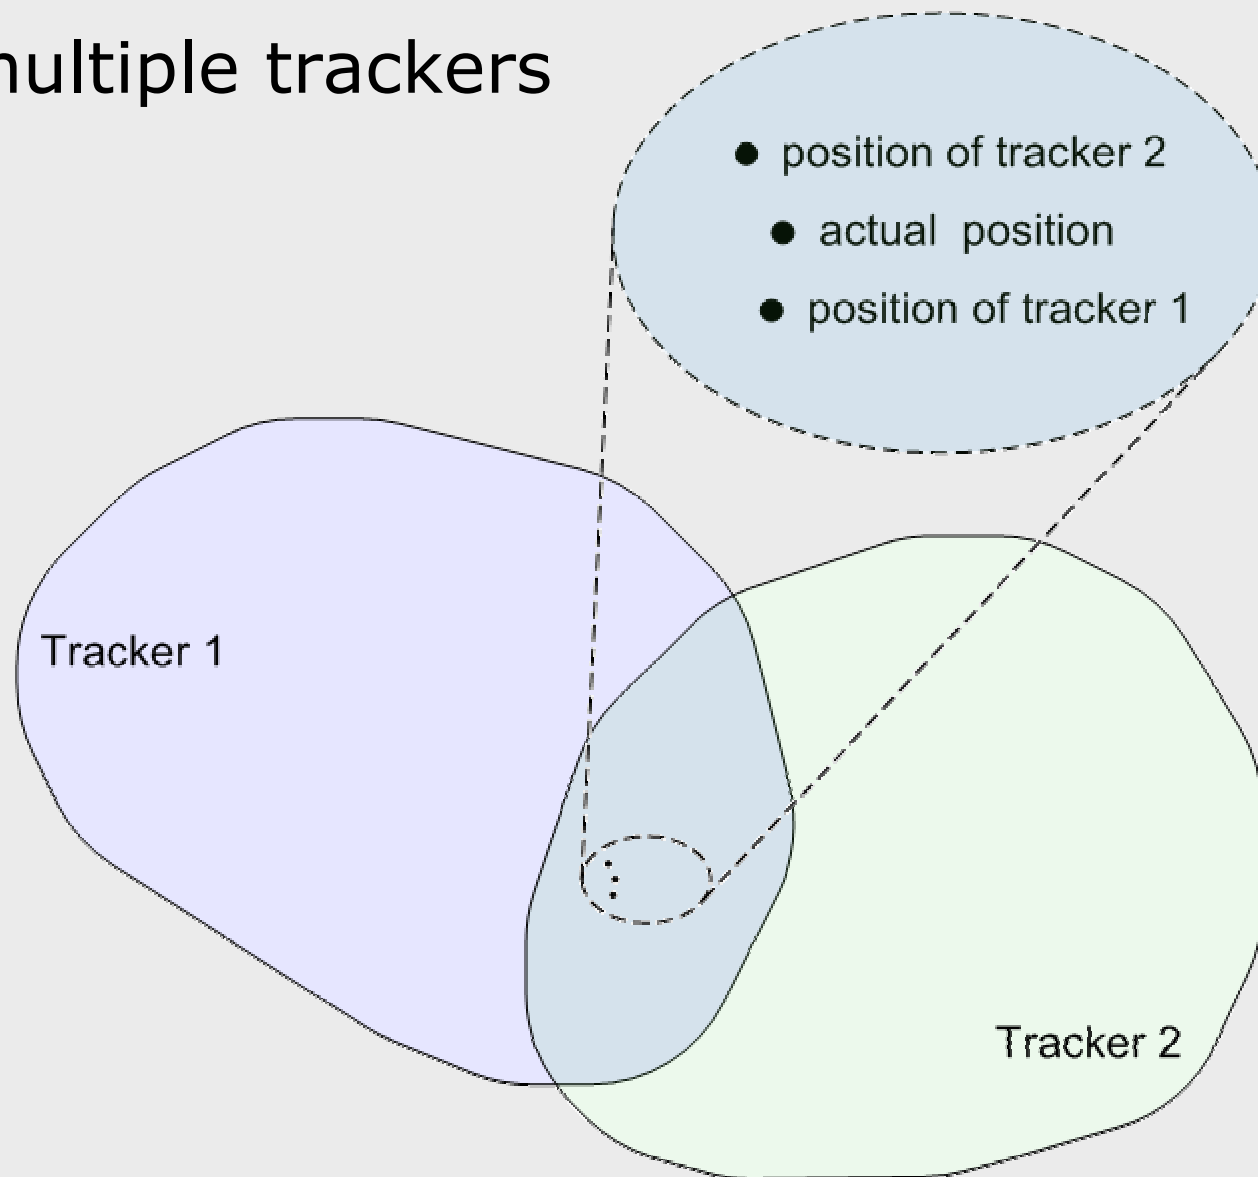 multiple trackers
● position of tracker 2
● actual position
● position of tracker 1
Tracker 1
Tracker 2